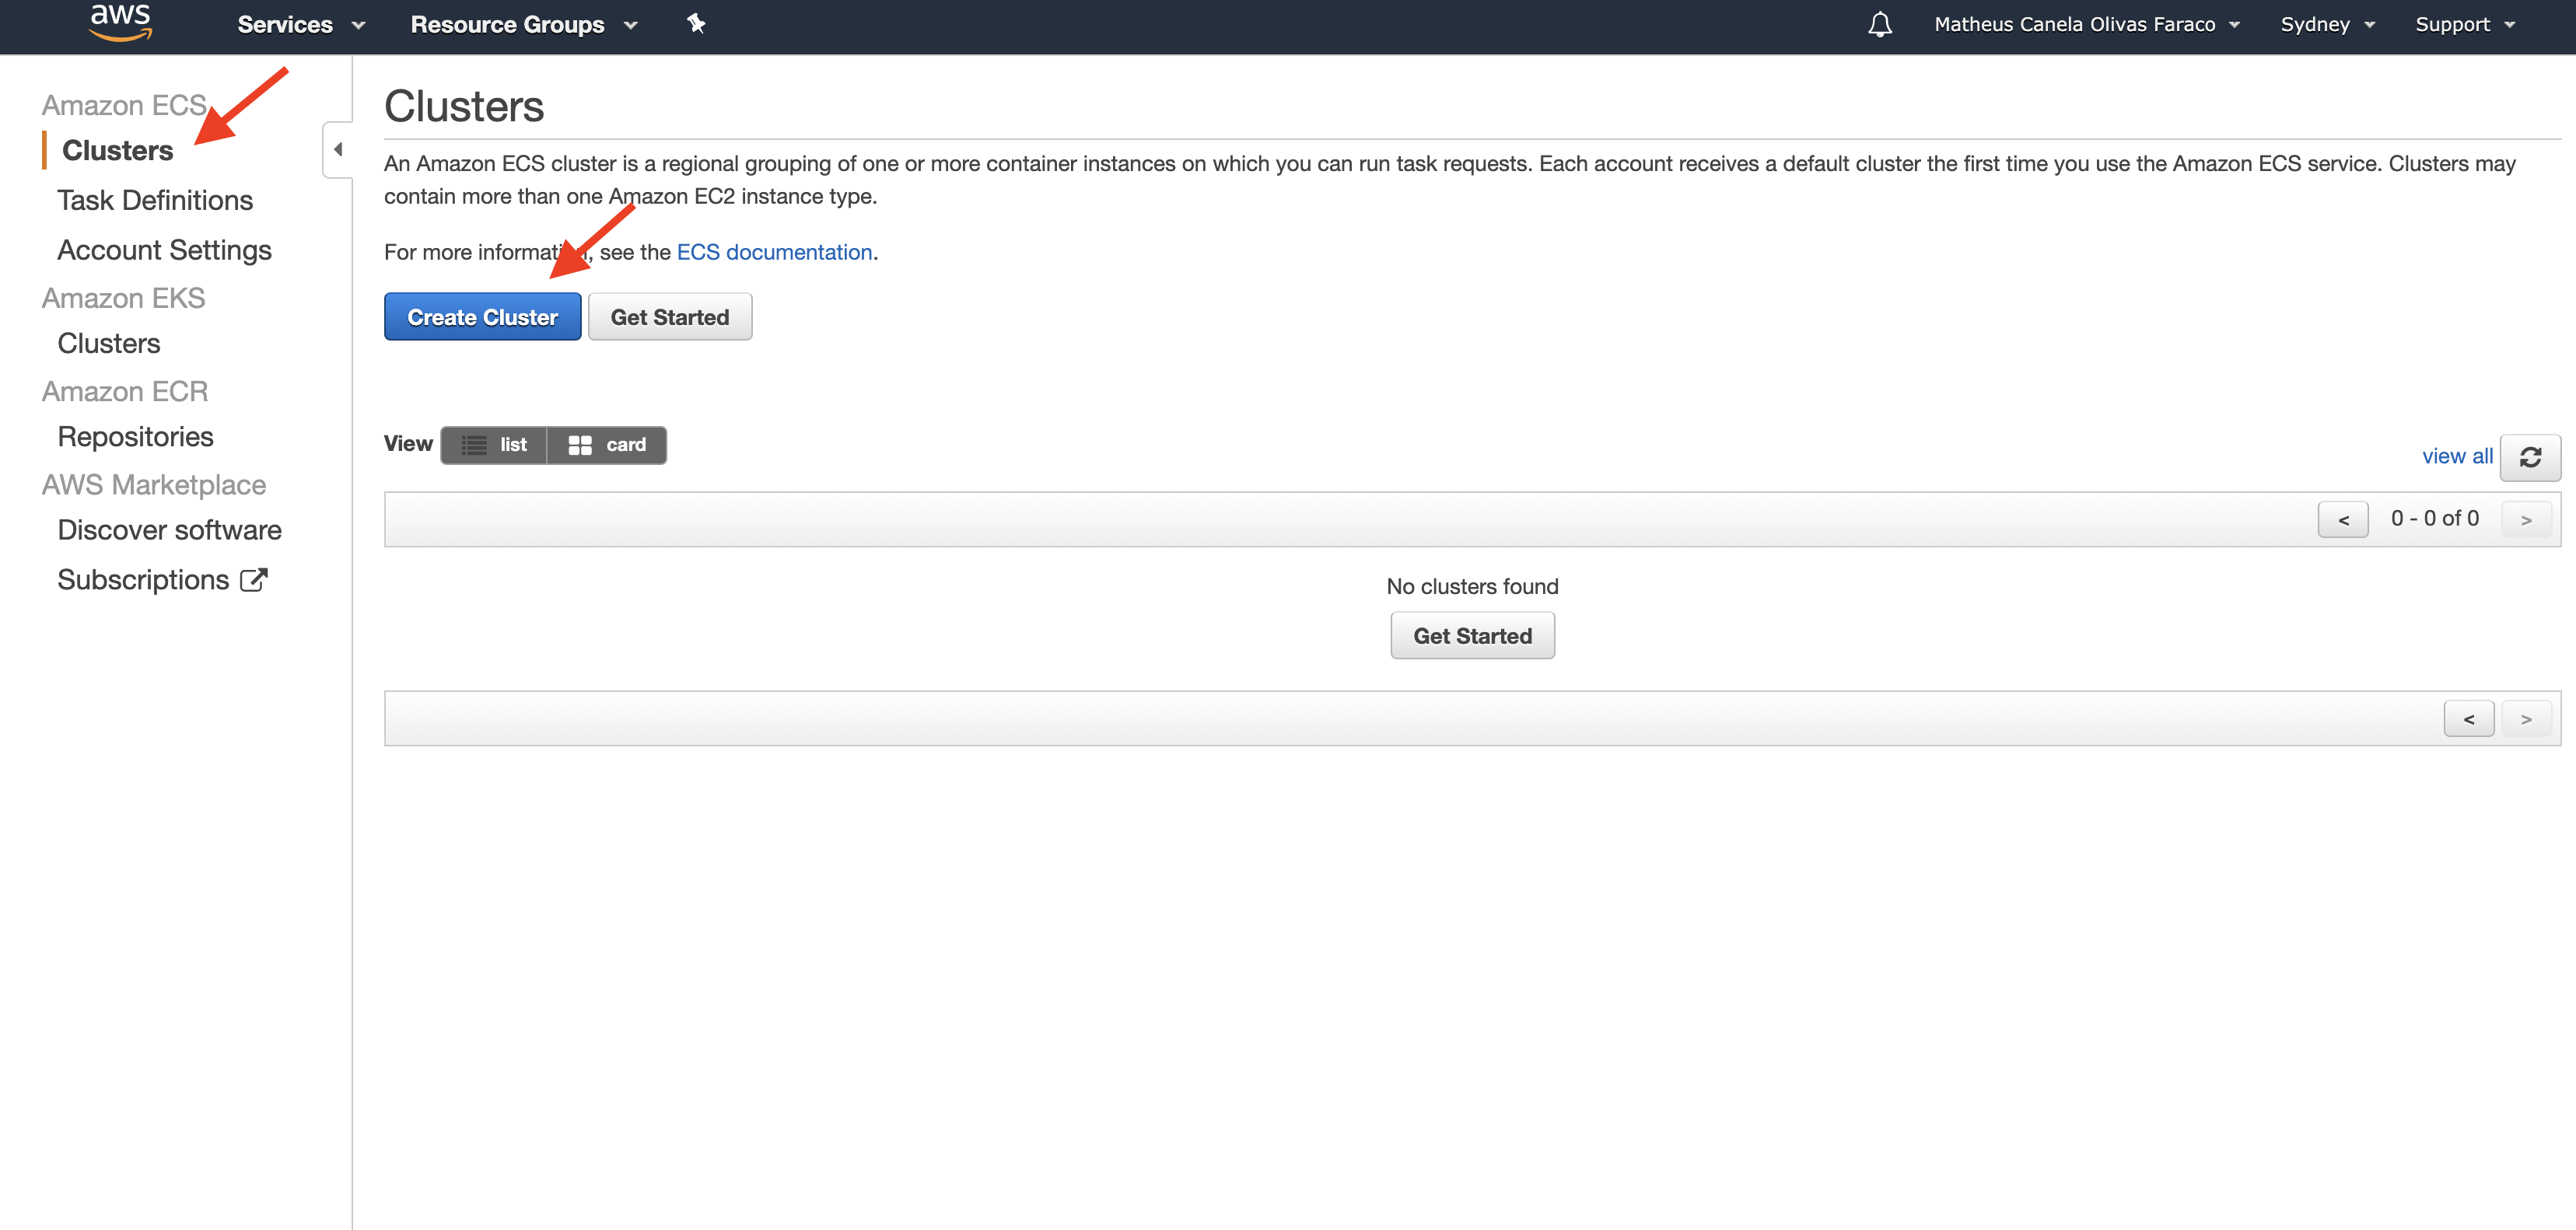 aws
Services
Resource Groups
Matheus Canela Olivas Faraco
Sydney
Support
Amazon ECS
Clusters
Task Definitions
Account Settings
Amazon EKS
Clusters
Amazon ECR
Repositories
AWS Marketplace
Discover software
Subscriptions
Clusters
An Amazon ECS cluster is a regional grouping of one or more container instances on which you can run task requests. Each account receives a default cluster the first time you use the Amazon ECS service. Clusters may
contain more than one Amazon EC2 instance type.
For more information, see the ECS documentation.
Create Cluster
Get Started
View
list
card
view all
<
0 - 0 of 0
>
No clusters found
Get Started
<
>